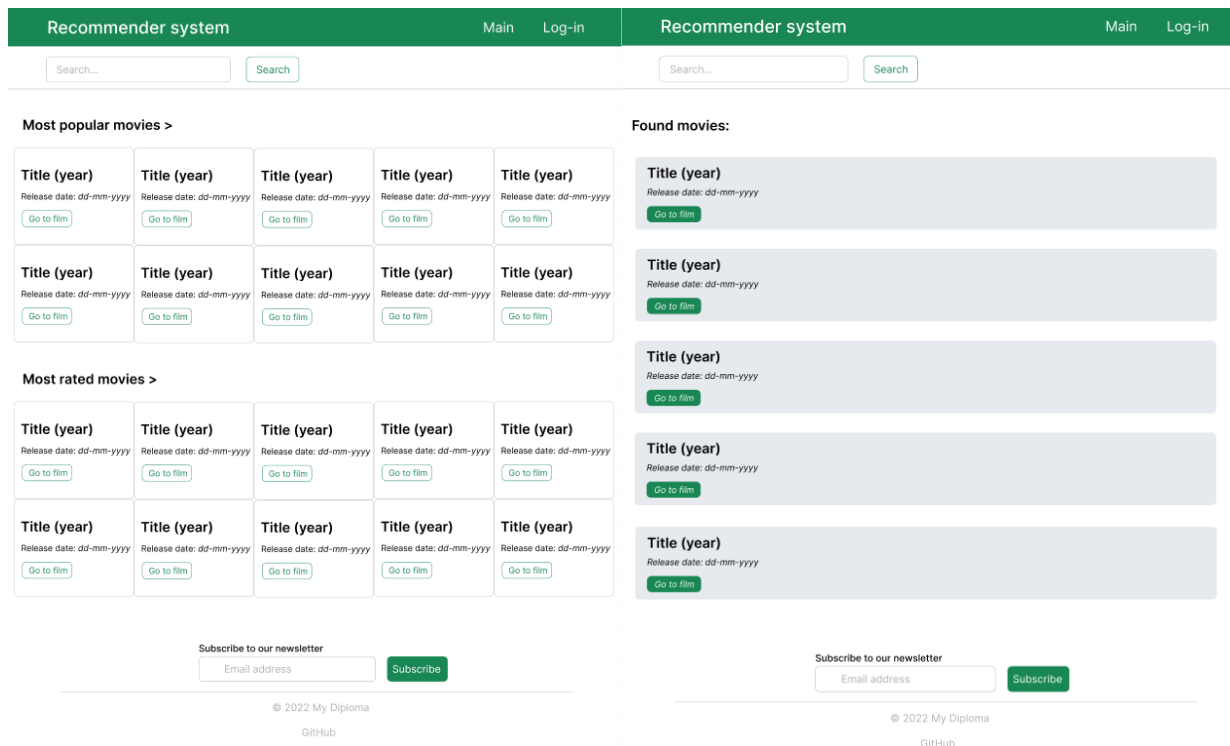 Recommender system Main Log-in
Search... Search
Most popular movies >
Title (year) Title (year) Title (year) Title (year) Title (year)
Release date: dd-mm-yyyy Release date: dd-mm-yyyy Release date: dd-mm-yyyy Release date: dd-mm-yyyy Release date: dd-mm-yyyy
Go to film Go to film Go to film Go to film Go to film
Title (year) Title (year) Title (year) Title (year) Title (year)
Release date: dd-mm-yyyy Release date: dd-mm-yyyy Release date: dd-mm-yyyy Release date: dd-mm-yyyy Release date: dd-mm-yyyy
Go to film Go to film Go to film Go to film Go to film
Most rated movies >
Title (year) Title (year) Title (year) Title (year) Title (year)
Release date: dd-mm-yyyy Release date: dd-mm-yyyy Release date: dd-mm-yyyy Release date: dd-mm-yyyy Release date: dd-mm-yyyy
Go to film Go to film Go to film Go to film Go to film
Title (year) Title (year) Title (year) Title (year) Title (year)
Release date: dd-mm-yyyy Release date: dd-mm-yyyy Release date: dd-mm-yyyy Release date: dd-mm-yyyy Release date: dd-mm-yyyy
Go to film Go to film Go to film Go to film Go to film
Subscribe to our newsletter
Email address Subscribe
© 2022 My Diploma
GitHub
Recommender system Main Log-in
Search... Search
Found movies:
Title (year)
Release date: dd-mm-yyyy
Go to film
Title (year)
Release date: dd-mm-yyyy
Go to film
Title (year)
Release date: dd-mm-yyyy
Go to film
Title (year)
Release date: dd-mm-yyyy
Go to film
Title (year)
Release date: dd-mm-yyyy
Go to film
Subscribe to our newsletter
Email address Subscribe
© 2022 My Diploma
GitHub